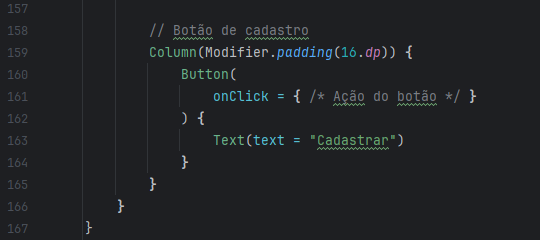 157
158 // Botão de cadastro
159 Column(Modifier.padding(16.dp)) {
160 Button(
161 onClick = { /* Ação do botão */ }
162 ) {
163 Text(text = "Cadastrar")
164 }
165 }
166 }
167 }